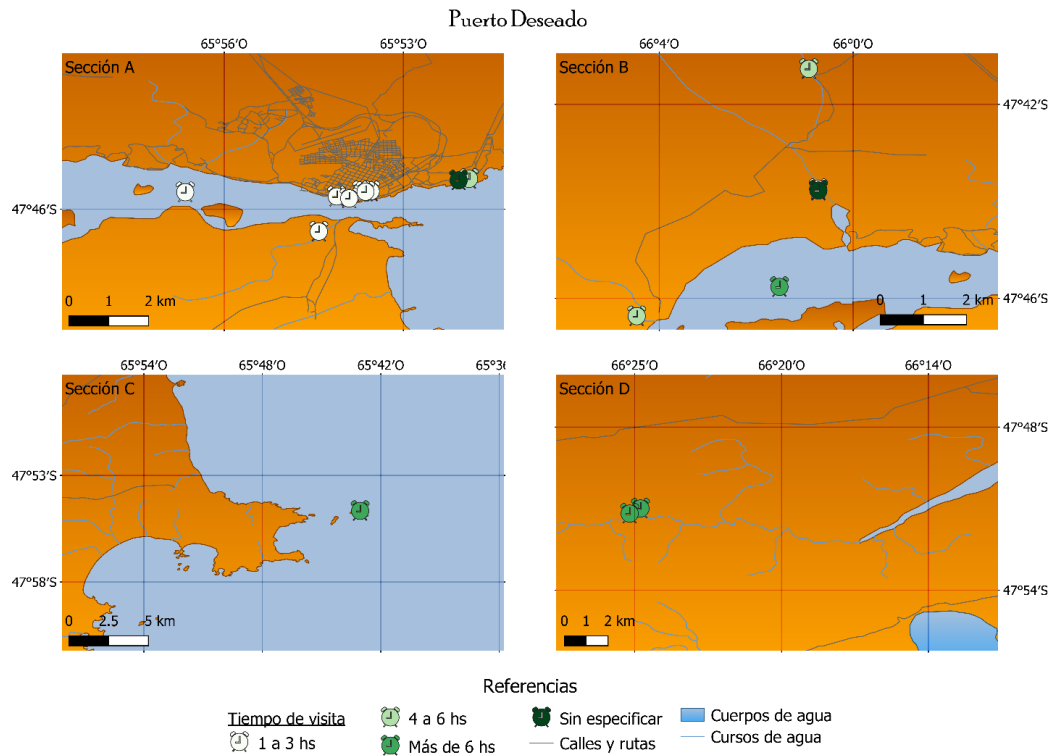 Puerto Deseado
65°56′O 65°53′O
Sección A
47°46′S
0 1 2 km
66°4′O 66°0′O
Sección B
47°42′S
47°46′S
0 1 2 km
65°54′O 65°48′O 65°42′O 65°36
Sección C
47°53′S
47°58′S
0 2.5 5 km
66°25′O 66°20′O 66°14′O
Sección D
47°48′S
47°54′S
0 1 2 km
Referencias
Tiempo de visita
1 a 3 hs
4 a 6 hs
Más de 6 hs
Sin especificar
Calles y rutas
Cuerpos de agua
Cursos de agua